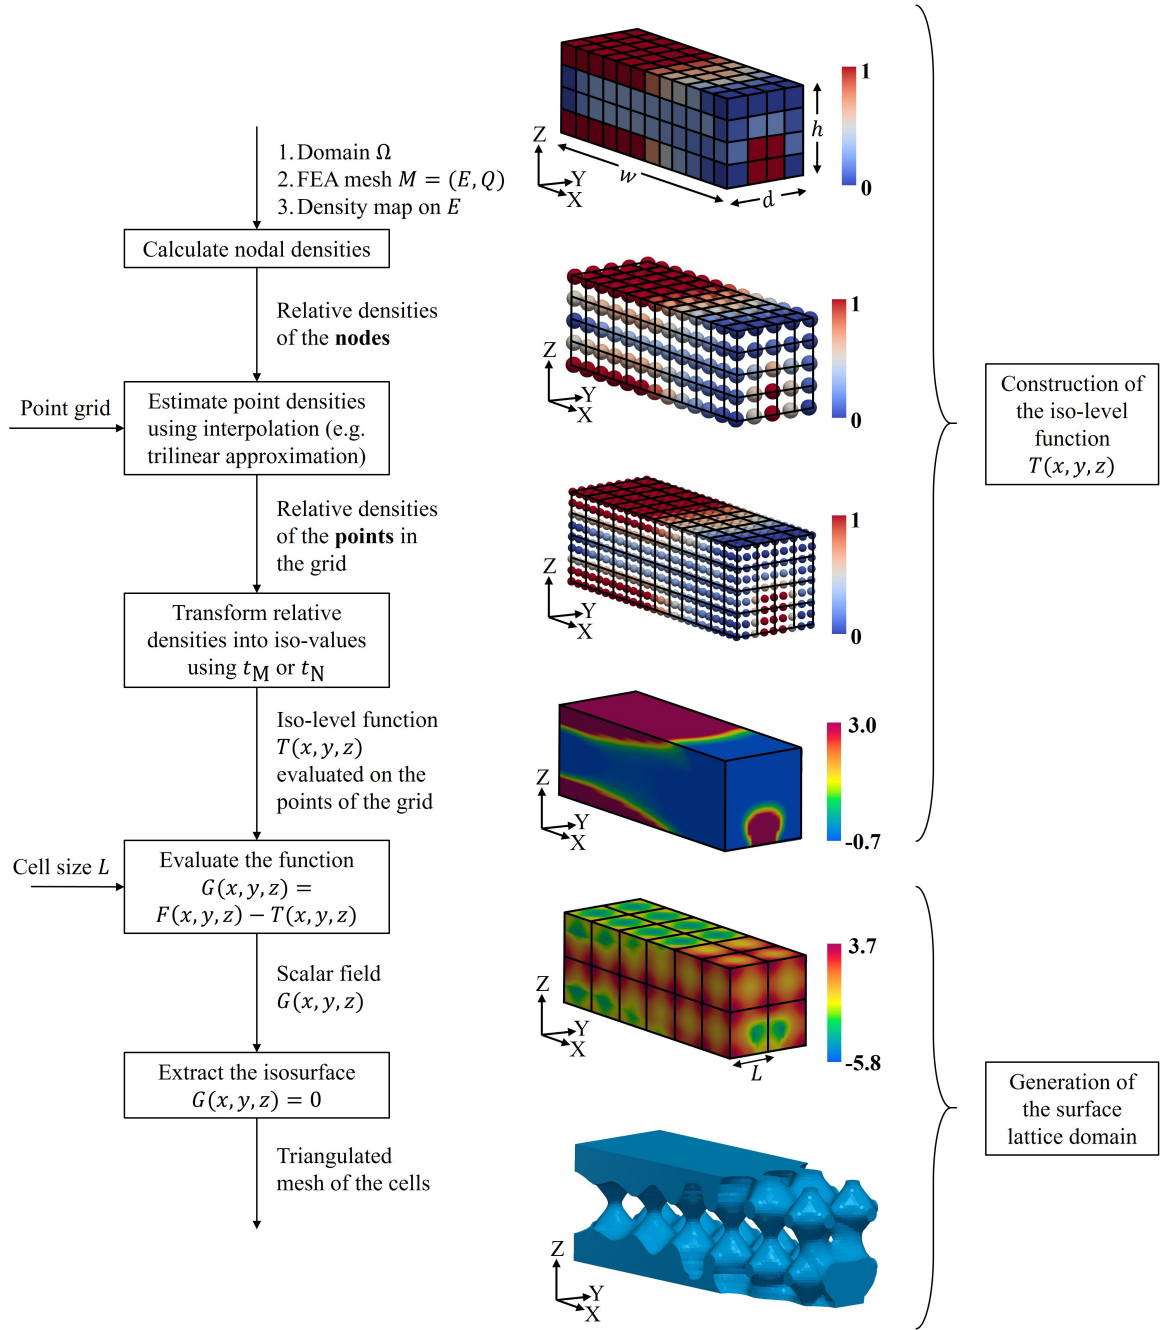 1. Domain Ω
2. FEA mesh M = (E, Q)
3. Density map on E
Calculate nodal densities
Relative densities
of the nodes
Point grid
Estimate point densities
using interpolation (e.g.
trilinear approximation)
Relative densities
of the points in
the grid
Transform relative
densities into iso-values
using tM or tN
Iso-level function
T(x, y, z)
evaluated on the
points of the grid
Cell size L
Evaluate the function
G(x, y, z) =
F(x, y, z) − T(x, y, z)
Scalar field
G(x, y, z)
Extract the isosurface
G(x, y, z) = 0
Triangulated
mesh of the cells
Z
Y
X
w
d
h
1
0
Z
Y
X
1
0
Z
Y
X
1
0
Z
Y
X
3.0
-0.7
Z
Y
X
L
3.7
-5.8
Z
Y
X
Construction of
the iso-level
function
T(x, y, z)
Generation of
the surface
lattice domain